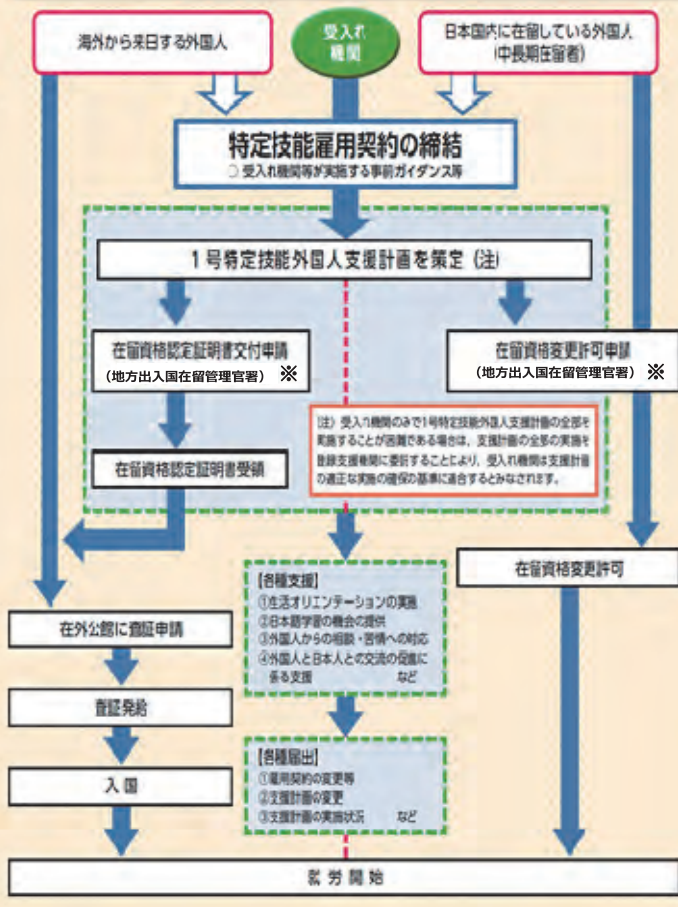 海外から来日する外国人
受入れ
機関
日本国内に在留している外国人
(中長期在留者)
特定技能雇用契約の締結
○ 受入れ機関等が実施する事前ガイダンス等
1号特定技能外国人支援計画を策定(注)
在留資格認定証明書交付申請
(地方出入国在留管理官署) ※
在留資格変更許可申請
(地方出入国在留管理官署) ※
(注) 受入れ機関のみで1号特定技能外国人支援計画の全部を
実施することが困難である場合は、支援計画の全部の実施を
登録支援機関に委託することにより、受入れ機関は支援計画
の適正な実施の確保の基準に適合するとみなされます。
在留資格認定証明書受領
在留資格変更許可
【各種支援】
①生活オリエンテーションの実施
②日本語学習の機会の提供
③外国人からの相談・苦情への対応
④外国人と日本人との交流の促進に
係る支援 など
在外公館に査証申請
査証発給
入国
【各種届出】
①雇用契約の変更等
②支援計画の変更
③支援計画の実施状況 など
就労開始